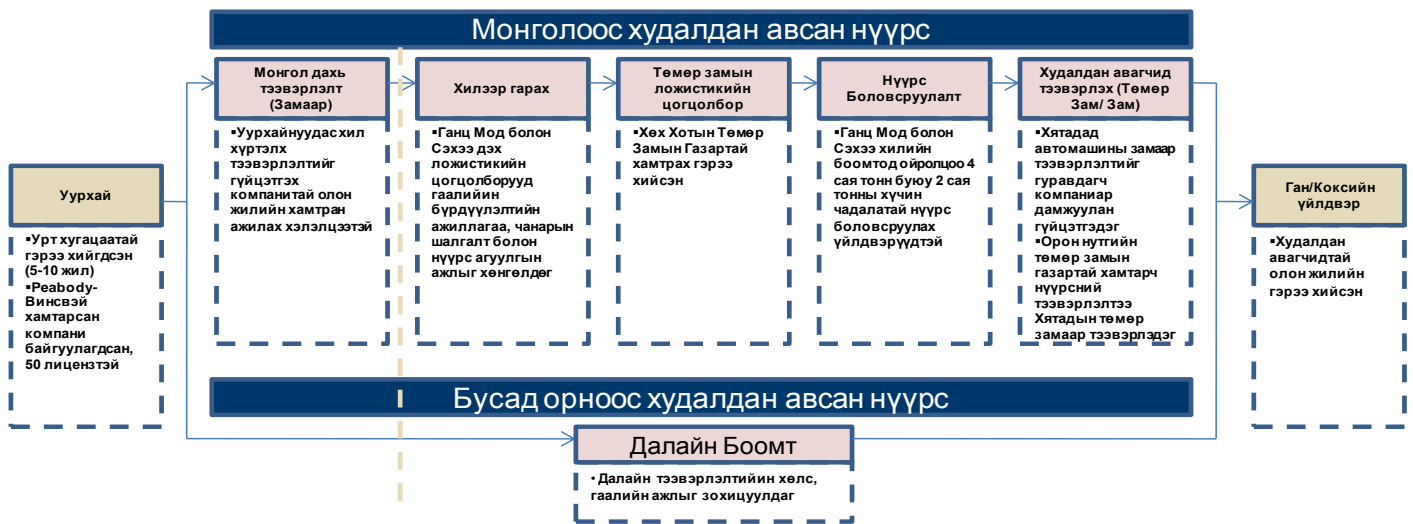 Монголоос худалдан авсан нүүрс
Уурхай
▪Урт хугацаатай
гэрээ хийгдсэн
(5-10 жил)
▪Peabody-
Винсвэй
хамтарсан
компани
байгуулагдсан,
50 лицензтэй
Монгол дахь
тээвэрлэлт
(Замаар)
▪Уурхайнуудас хил
хүртэлх
тээвэрлэлтийг
гүйцэтгэх
компанитай олон
жилийн хамтран
ажилах хэлэлцээтэй
Хилээр гарах
▪Ганц Мод болон
Сэхээ дэх
ложистикийн
цогцолборууд
гаалийин
бүрдүүлэлтийн
ажиллагаа, чанарын
шалгалт болон
нүүрс агуулгын
ажлыг хөнгөлдөг
Төмөр замын
ложистикийн
цогцолбор
▪Хөх Хотын Төмөр
Замын Газартай
хамтрах гэрээ
хийсэн
Нүүрс
Боловсруулалт
▪Ганц Мод болон
Сэхээ хилийн
боомтод ойролцоо 4
сая тонн буюу 2 сая
тонны хүчин
чадалатай нүүрс
боловсруулах
үйлдвэрүүдтэй
Худалдан авагчид
тээвэрлэх (Төмөр
Зам/ Зам)
▪Хятадад
автомашины замаар
тээвэрлэлтийг
гуравдагч
компаниар
дамжуулан
гүйцэтгэдэг
▪Орон нутгийн
төмөр замын
газартай хамтарч
нүүрсний
тээвэрлэлтээ
Хятадын төмөр
замаар тээвэрлэдэг
Ган/Коксийн
үйлдвэр
▪Худалдан
авагчидтай
олон жилийн
гэрээ хийсэн
Бусад орноос худалдан авсан нүүрс
Далайн Боомт
• Далайн тээвэрлэлтийин хөлс,
гаалийн ажлыг зохицуулдаг